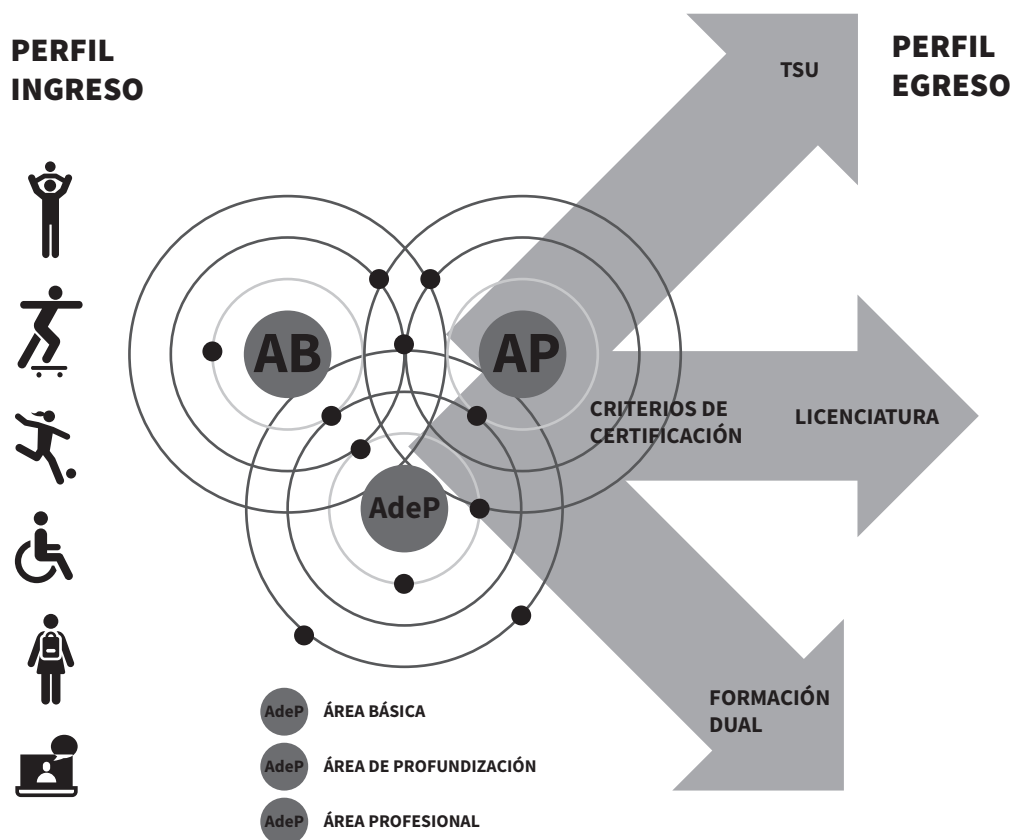 PERFIL
INGRESO
TSU
PERFIL
EGRESO
AB
AP
CRITERIOS DE
CERTIFICACIÓN
LICENCIATURA
AdeP
FORMACIÓN
DUAL
AdeP ÁREA BÁSICA
AdeP ÁREA DE PROFUNDIZACIÓN
AdeP ÁREA PROFESIONAL